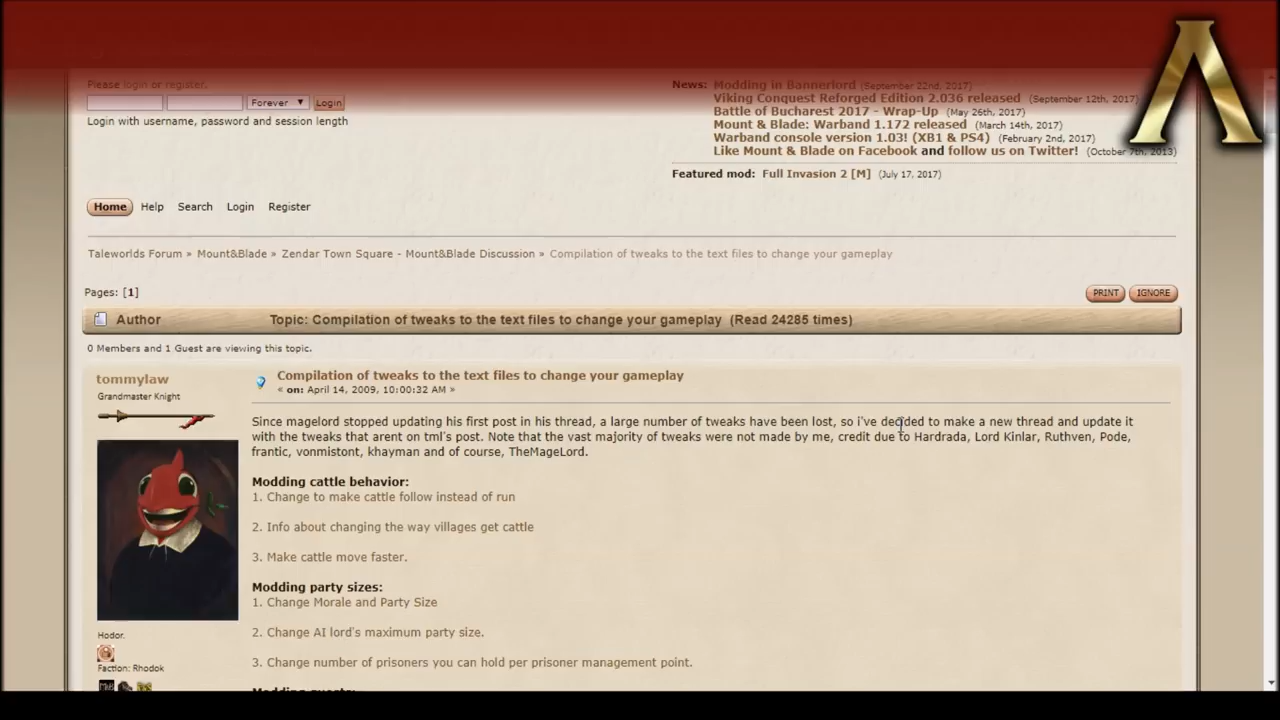 Please login or register.
Forever ▼ Login
Login with username, password and session length
News: Modding in Bannerlord (September 22nd, 2017)
Viking Conquest Reforged Edition 2.036 released (September 12th, 2017)
Battle of Bucharest 2017 - Wrap-Up (May 26th, 2017)
Mount & Blade: Warband 1.172 released (March 14th, 2017)
Warband console version 1.03! (XB1 & PS4) (February 2nd, 2017)
Like Mount & Blade on Facebook and follow us on Twitter! (October 7th, 2013)
Featured mod: Full Invasion 2 [M] (July 17, 2017)
Home Help Search Login Register
Taleworlds Forum » Mount&Blade » Zendar Town Square - Mount&Blade Discussion » Compilation of tweaks to the text files to change your gameplay
Pages: [1]
PRINT IGNORE
Author Topic: Compilation of tweaks to the text files to change your gameplay (Read 24285 times)
0 Members and 1 Guest are viewing this topic.
tommylaw
Grandmaster Knight
Hodor.
Faction: Rhodok
Compilation of tweaks to the text files to change your gameplay
« on: April 14, 2009, 10:00:32 AM »
Since magelord stopped updating his first post in his thread, a large number of tweaks have been lost, so i've decided to make a new thread and update it
with the tweaks that arent on tml's post. Note that the vast majority of tweaks were not made by me, credit due to Hardrada, Lord Kinlar, Ruthven, Pode,
frantic, vonmistont, khayman and of course, TheMageLord.
Modding cattle behavior:
1. Change to make cattle follow instead of run
2. Info about changing the way villages get cattle
3. Make cattle move faster.
Modding party sizes:
1. Change Morale and Party Size
2. Change AI lord's maximum party size.
3. Change number of prisoners you can hold per prisoner management point.